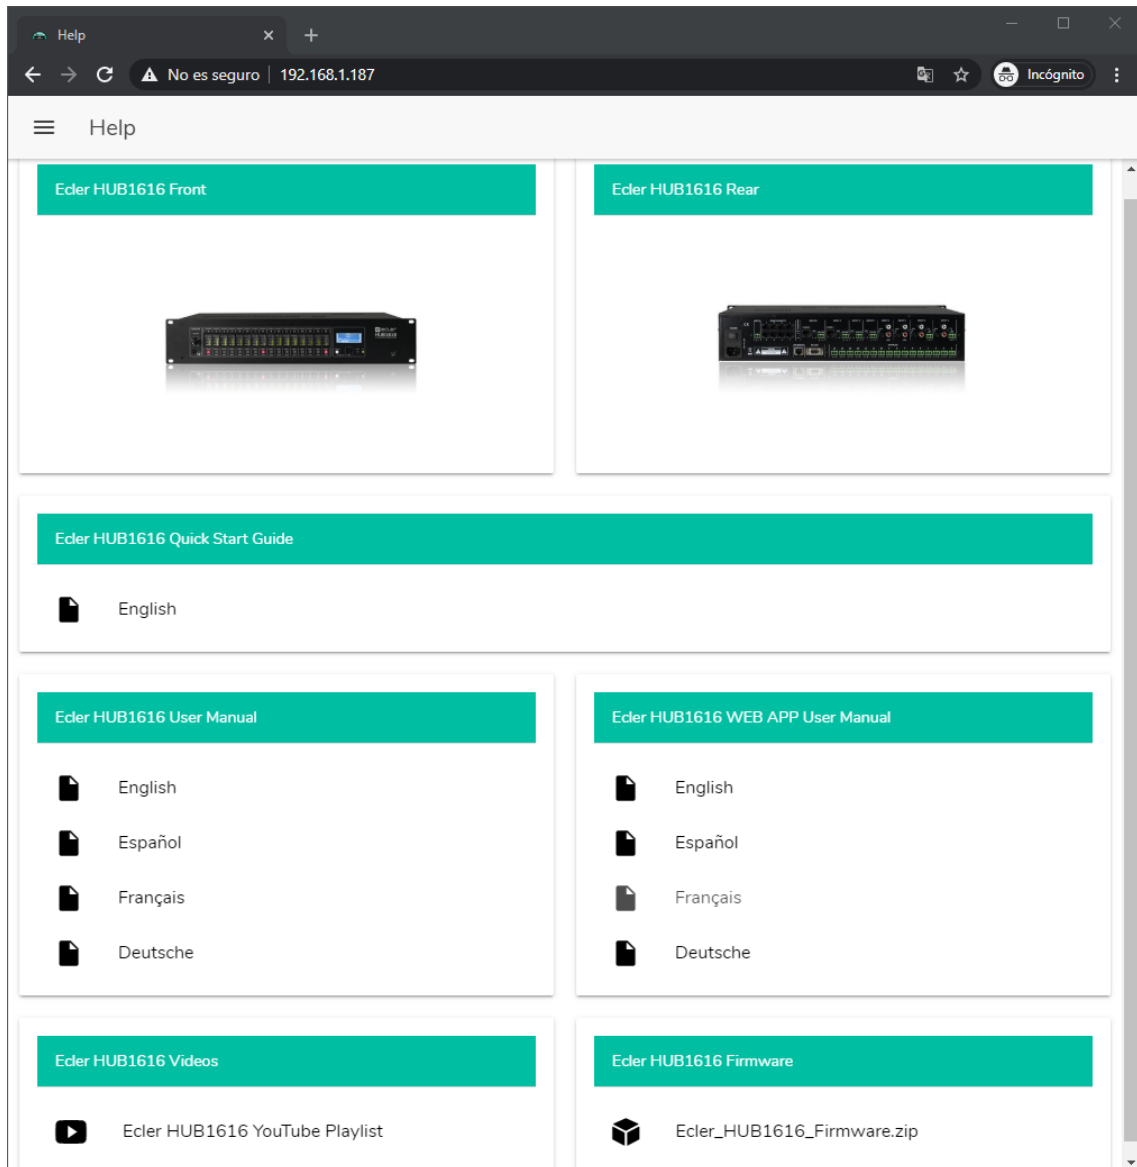 Help
No es seguro
192.168.1.187
Incógnito
Help
Ecler HUB1616 Front
Ecler HUB1616 Rear
Ecler HUB1616 Quick Start Guide
English
Ecler HUB1616 User Manual
English
Español
Français
Deutsche
Ecler HUB1616 WEB APP User Manual
English
Español
Français
Deutsche
Ecler HUB1616 Videos
Ecler HUB1616 YouTube Playlist
Ecler HUB1616 Firmware
Ecler_HUB1616_Firmware.zip